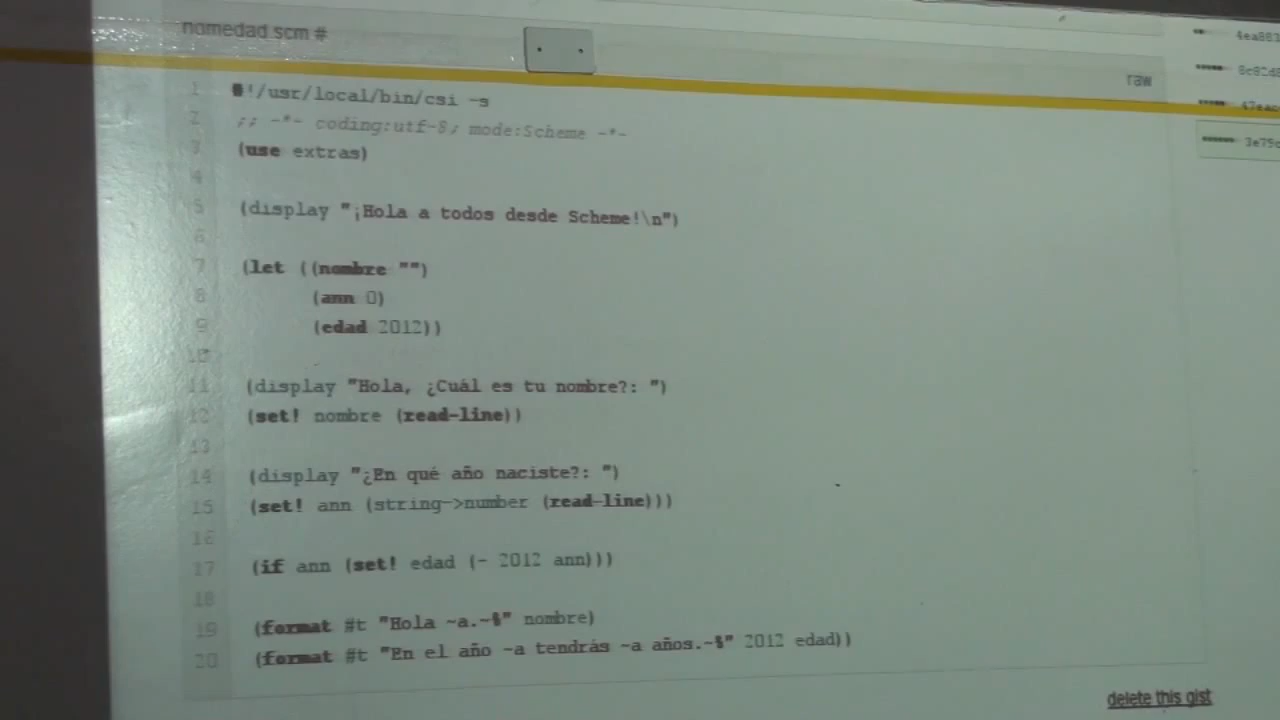 nomedad.scm #
raw
1 #!/usr/local/bin/csi -s
2 ;; -*- coding:utf-8; mode:Scheme -*-
3 (use extras)
4
5 (display "¡Hola a todos desde Scheme!\n")
6
7 (let ((nombre "")
8 (ann 0)
9 (edad 2012))
10
11 (display "Hola, ¿Cuál es tu nombre?: ")
12 (set! nombre (read-line))
13
14 (display "¿En qué año naciste?: ")
15 (set! ann (string->number (read-line)))
16
17 (if ann (set! edad (- 2012 ann)))
18
19 (format #t "Hola ~a.~%" nombre)
20 (format #t "En el año ~a tendrás ~a años.~%" 2012 edad))
delete this gist